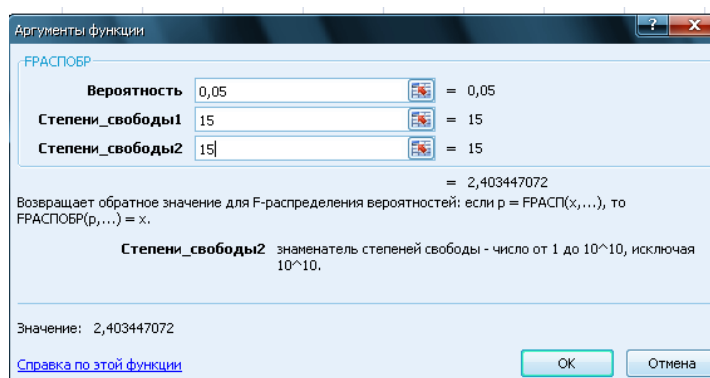 Аргументы функции
FРАСПОБР
Вероятность 0,05 = 0,05
Степени_свободы1 15 = 15
Степени_свободы2 15 = 15
= 2,403447072
Возвращает обратное значение для F-распределения вероятностей: если p = FРАСП(x,...), то
FРАСПОБР(p,...) = x.
Степени_свободы2 знаменатель степеней свободы - число от 1 до 10^10, исключая
10^10.
Значение: 2,403447072
Справка по этой функции
ОК
Отмена